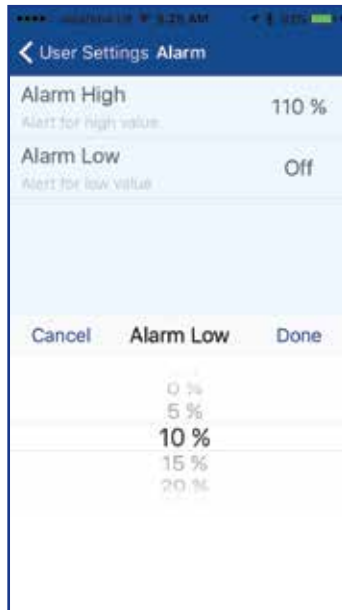 User Settings Alarm
Alarm High
110 %
Alert for high value.
Alarm Low
Off
Alert for low value
Cancel Alarm Low Done
0 %
5 %
10 %
15 %
20 %